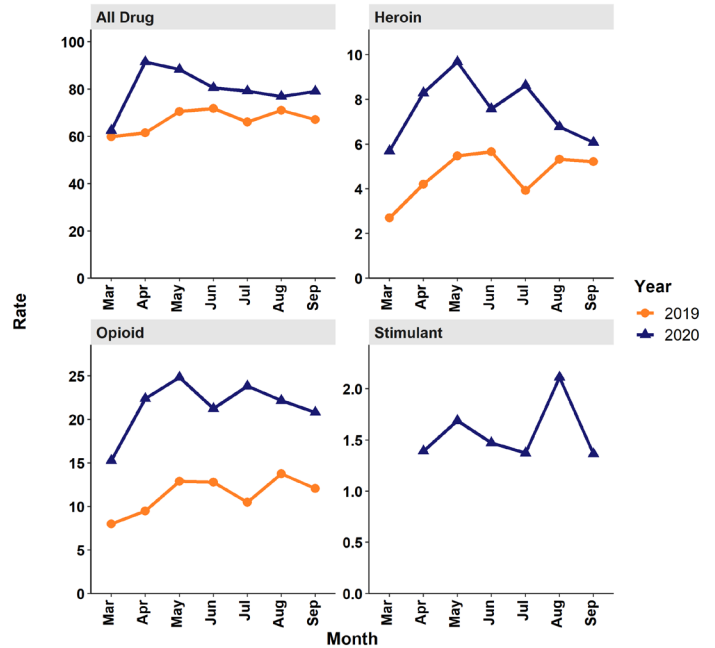 All Drug
Heroin
100
80
60
40
20
0
10
8
6
4
2
0
Mar
Apr
May
Jun
Jul
Aug
Sep
Mar
Apr
May
Jun
Jul
Aug
Sep
Rate
Year
2019
2020
Opioid
Stimulant
25
20
15
10
5
0
2.0
1.5
1.0
0.5
0.0
Mar
Apr
May
Jun
Jul
Aug
Sep
Mar
Apr
May
Jun
Jul
Aug
Sep
Month